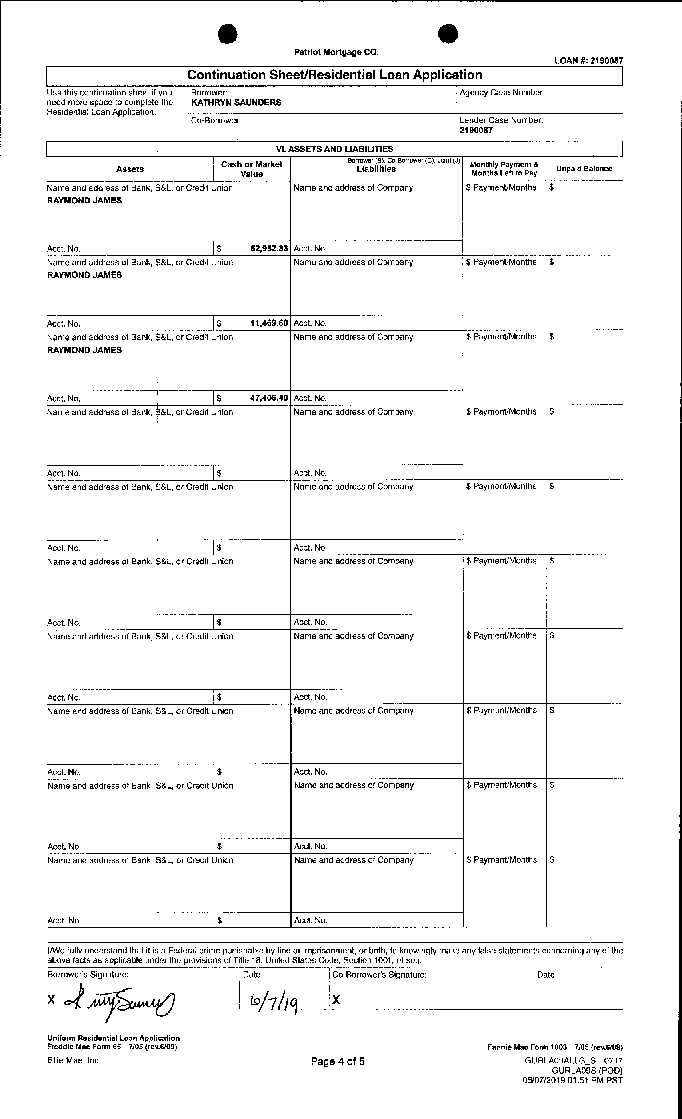 Patriot Mortgage CO.
LOAN #: 2190087
Continuation Sheet/Residential Loan Application
Use this continuation sheet if you
need more space to complete the
Residential Loan Application.
Borrower:
KATHRYN SAUNDERS
Agency Case Number
Co-Borrower
Lender Case Number:
2190087
VI. ASSETS AND LIABILITIES
Assets
Cash or Market
Value
Borrower (B), Co-Borrower (C), Joint (J)
Liabilities
Monthly Payment &
Months Left to Pay
Unpaid Balance
Name and address of Bank, S&L, or Credit Union Name and address of Company $ Payment/Months $
RAYMOND JAMES
Acct. No. $ Acct. No.
Name and address of Bank, S&L, or Credit Union Name and address of Company $ Payment/Months $
RAYMOND JAMES
Acct. No. $ 11,469.60 Acct. No.
Name and address of Bank, S&L, or Credit Union Name and address of Company $ Payment/Months $
RAYMOND JAMES
Acct. No. $ 47,406.40 Acct. No.
Name and address of Bank, S&L, or Credit Union Name and address of Company $ Payment/Months $
Acct. No. $ Acct. No.
Name and address of Bank, S&L, or Credit Union Name and address of Company $ Payment/Months $
Acct. No. $ Acct. No.
Name and address of Bank, S&L, or Credit Union Name and address of Company $ Payment/Months $
Acct. No. $ Acct. No.
Name and address of Bank, S&L, or Credit Union Name and address of Company $ Payment/Months $
Acct. No. $ Acct. No.
Name and address of Bank, S&L, or Credit Union Name and address of Company $ Payment/Months $
Acct. No. $ Acct. No.
Name and address of Bank, S&L, or Credit Union Name and address of Company $ Payment/Months $
Acct. No. $ Acct. No.
Name and address of Bank, S&L, or Credit Union Name and address of Company $ Payment/Months $
Acct. No. $ Acct. No.
I/We fully understand that it is a Federal crime punishable by fine or imprisonment, or both, to knowingly make any false statements concerning any of the
above facts as applicable under the provisions of Title 18, United States Code, Section 1001, et seq.
Borrower's Signature: Date Co-Borrower's Signature: Date
X 6/7/19 X
Uniform Residential Loan Application
Freddie Mac Form 65 7/05 (rev.6/09)
Fannie Mae Form 1003 7/05 (rev.6/09)
Ellie Mae, Inc.
Page 4 of 5
GURLA09S (POD)
05/07/2019 01:51 PM PST